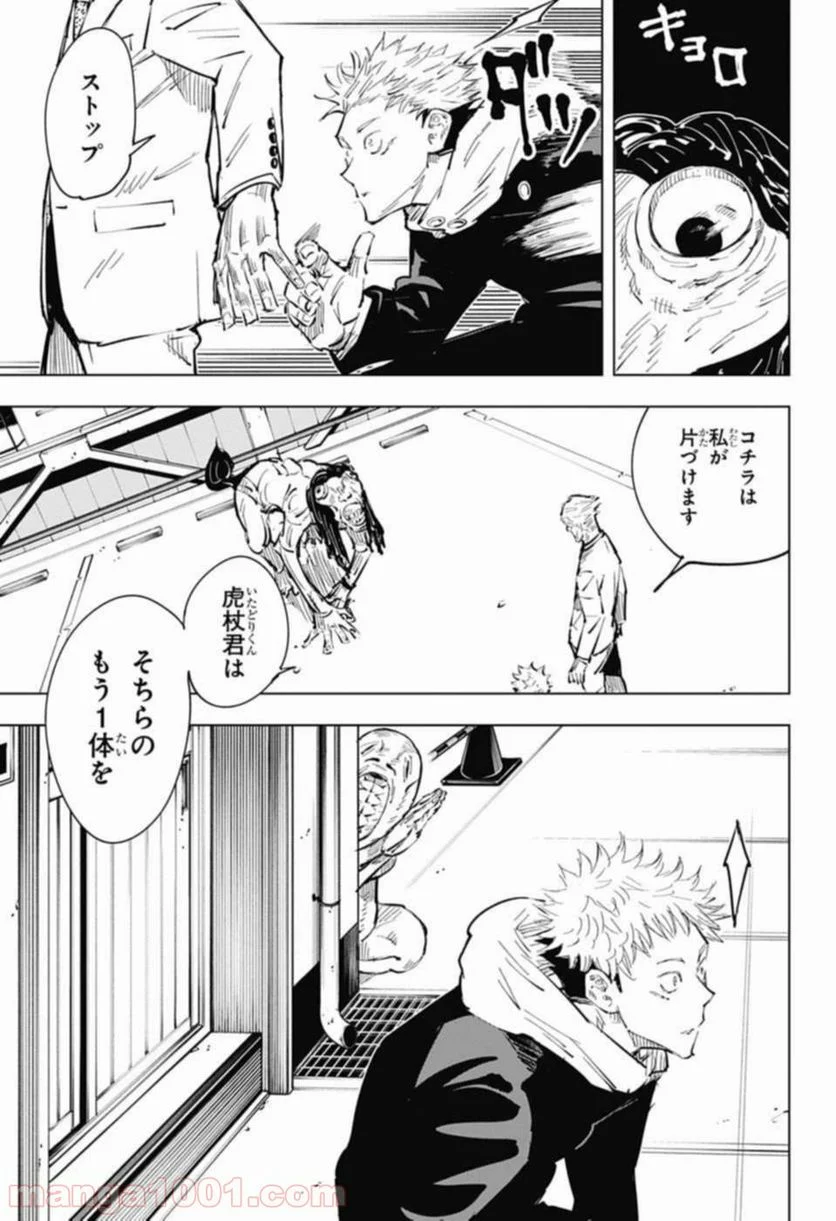 キョロ
ダッ
ストップ
コチラは
私が
片づけます
虎杖君は
そちらの
もう1体を
manga1001.com